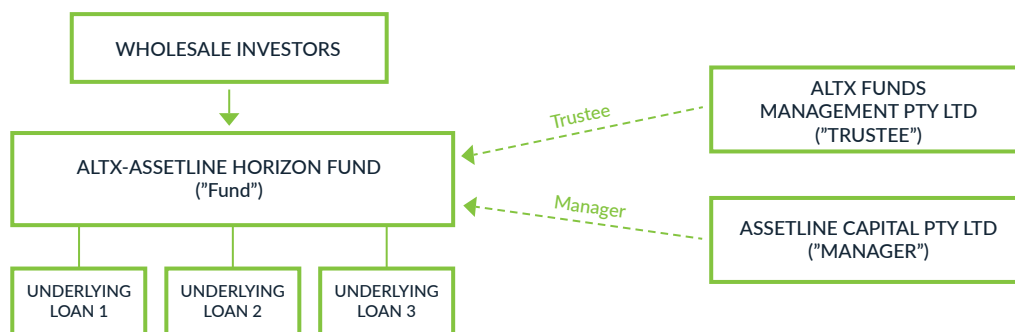 WHOLESALE INVESTORS
ALTX FUNDS
MANAGEMENT PTY LTD
(”TRUSTEE”)
Trustee
ALTX-ASSETLINE HORIZON FUND
(”Fund”)
Manager
ASSETLINE CAPITAL PTY LTD
(”MANAGER”)
UNDERLYING
LOAN 1
UNDERLYING
LOAN 2
UNDERLYING
LOAN 3